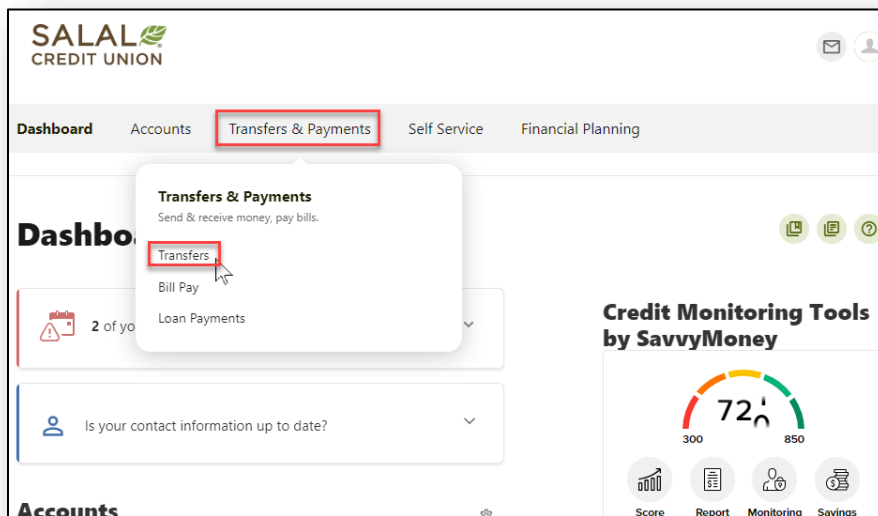 SALAL
CREDIT UNION
Dashboard Accounts Transfers & Payments Self Service Financial Planning
Transfers & Payments
Send & receive money, pay bills.
Transfers
Bill Pay
Loan Payments
2 of
Is your contact information up to date?
Credit Monitoring Tools
by SavvyMoney
300 850
Score Report Monitoring Savings
Accounts